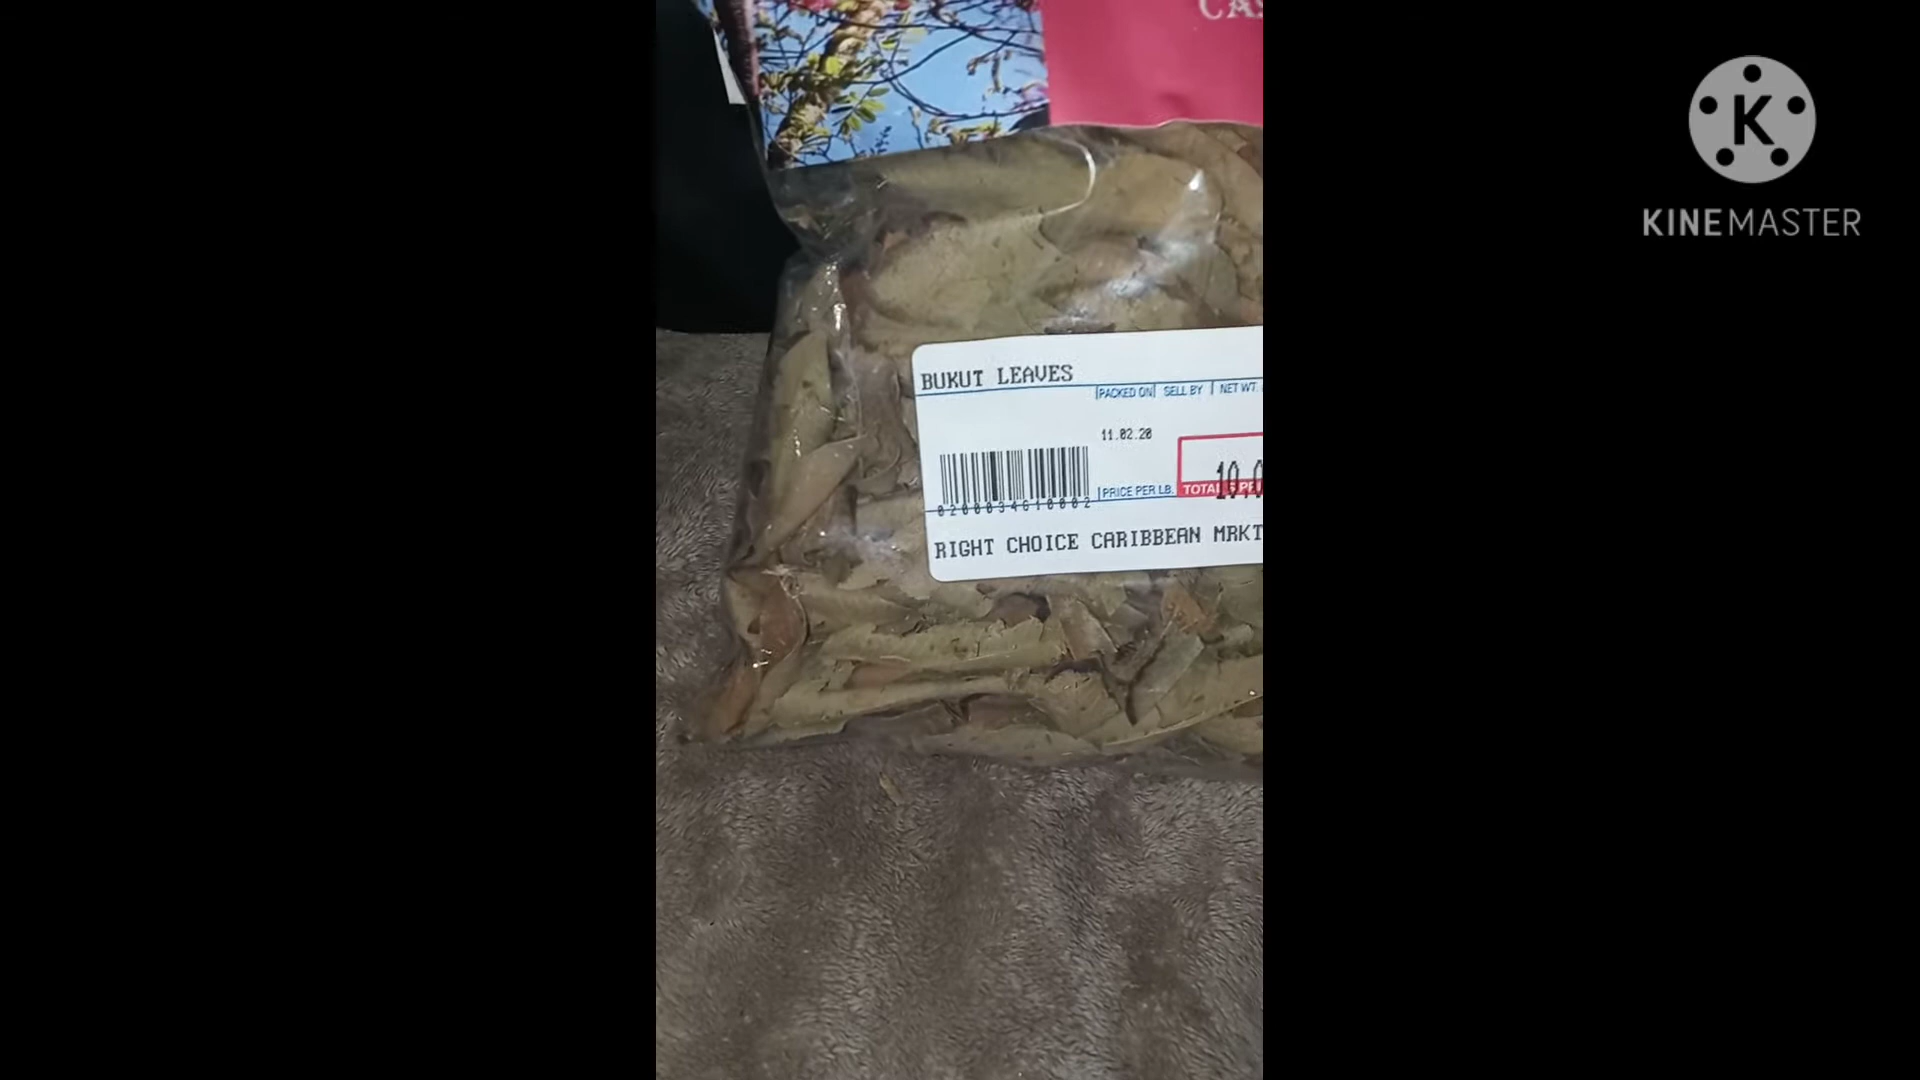 BUKUT LEAVES
PACKED ON SELL BY NET WT.
11.02.20
PRICE PER LB.
RIGHT CHOICE CARIBBEAN MRKT
KINEMASTER